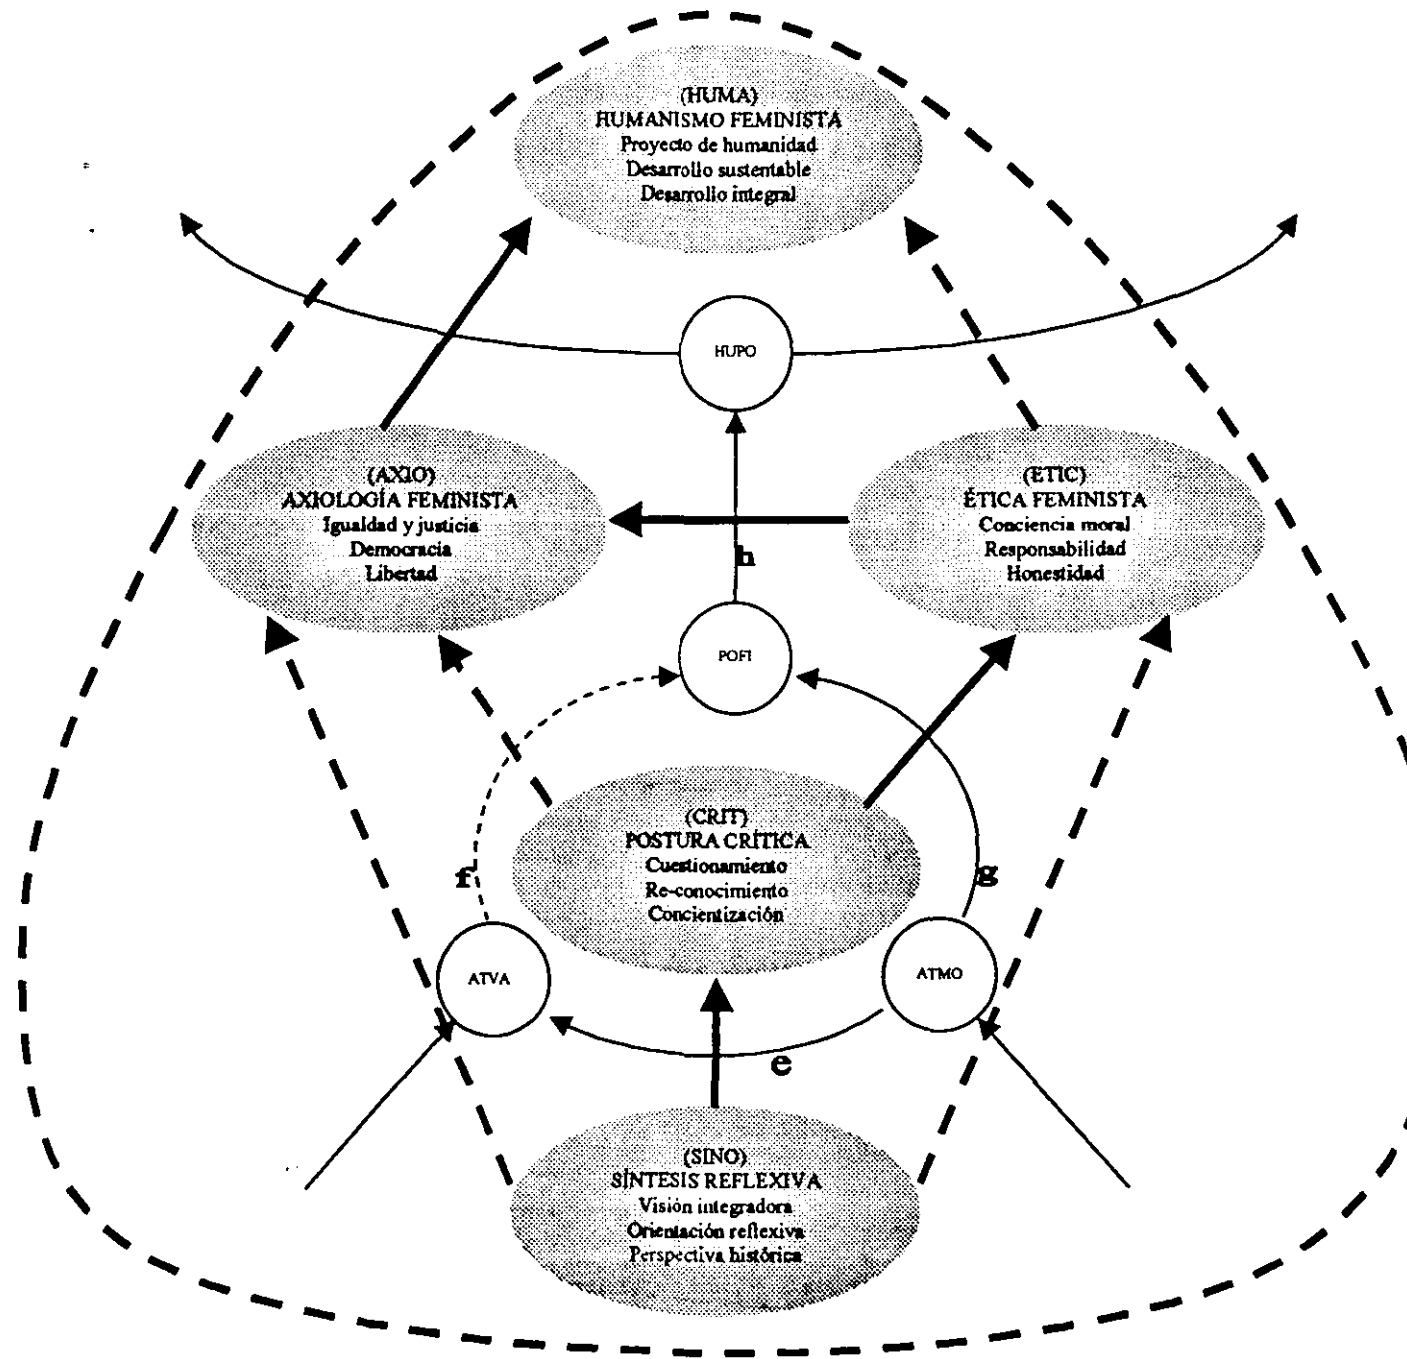 (HUMA)
HUMANISMO FEMINISTA
Proyecto de humanidad
Desarrollo sustentable
Desarrollo integral
HUPO
(AXIO)
AXIOLOGÍA FEMINISTA
Igualdad y justicia
Democracia
Libertad
(ETIC)
ÉTICA FEMINISTA
Conciencia moral
Responsabilidad
Honestidad
h
POFI
(CRIT)
POSTURA CRÍTICA
Cuestionamiento
Re-conocimiento
Concientización
f
g
ATVA
ATMO
e
(SINO)
SÍNTESIS REFLEXIVA
Visión integradora
Orientación reflexiva
Perspectiva histórica